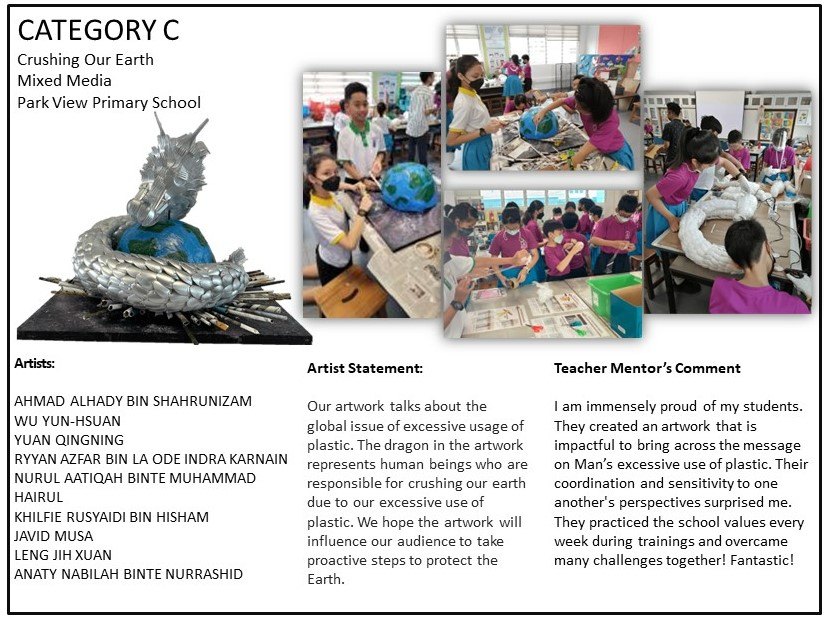 CATEGORY C
Crushing Our Earth
Mixed Media
Park View Primary School
Artists:
AHMAD ALHADY BIN SHAHRUNIZAM
WU YUN-HSUAN
YUAN QINGNING
RYYAN AZFAR BIN LA ODE INDRA KARNAIN
NURUL AATIQAH BINTE MUHAMMAD
HAIRUL
KHILFIE RUSYAIDI BIN HISHAM
JAVID MUSA
LENG JIH XUAN
ANATY NABILAH BINTE NURRASHID
Artist Statement:
Our artwork talks about the
global issue of excessive usage of
plastic. The dragon in the artwork
represents human beings who are
responsible for crushing our earth
due to our excessive use of
plastic. We hope the artwork will
influence our audience to take
proactive steps to protect the
Earth.
Teacher Mentor’s Comment
I am immensely proud of my students.
They created an artwork that is
impactful to bring across the message
on Man’s excessive use of plastic. Their
coordination and sensitivity to one
another's perspectives surprised me.
They practiced the school values every
week during trainings and overcame
many challenges together! Fantastic!